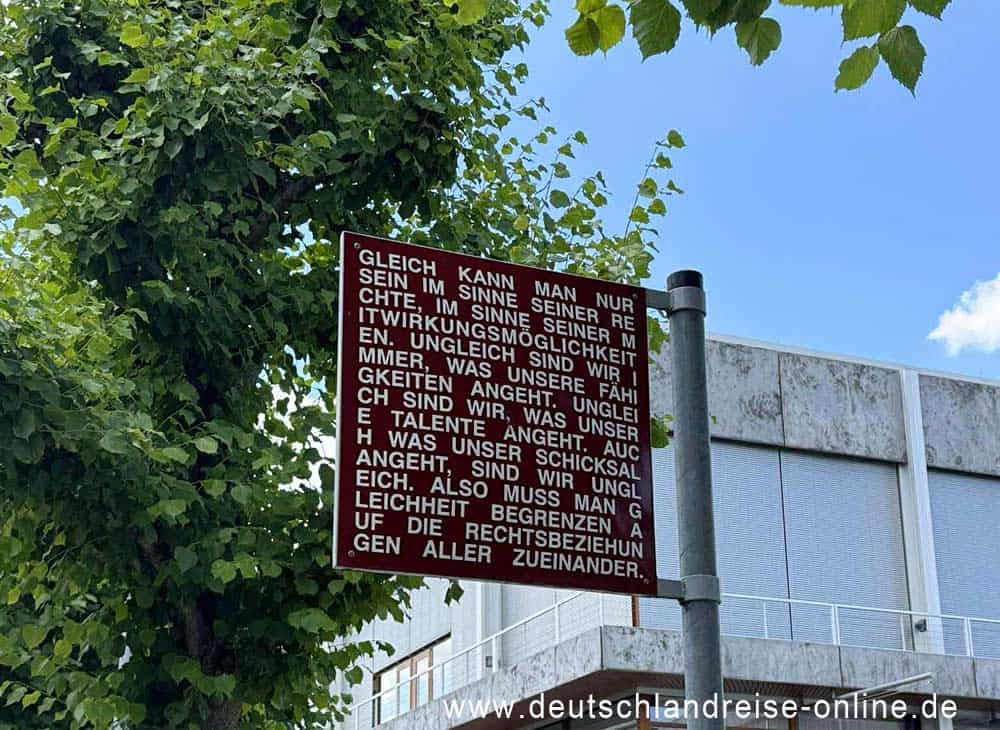 GLEICH KANN MAN NUR
SEIN IM SINNE SEINER RE
CHTE, IM SINNE SEINER M
ITWIRKUNGSMÖGLICHKEIT
EN. UNGLEICH SIND WIR I
MMER, WAS UNSERE FÄHI
GKEITEN ANGEHT. UNGLEI
CH SIND WIR, WAS UNSER
E TALENTE ANGEHT. AUC
H WAS UNSER SCHICKSAL
ANGEHT, SIND WIR UNGL
EICH. ALSO MUSS MAN G
LEICHHEIT BEGRENZEN A
UF DIE RECHTSBEZIEHUN
GEN ALLER ZUEINANDER.
www.deutschlandreise-online.de